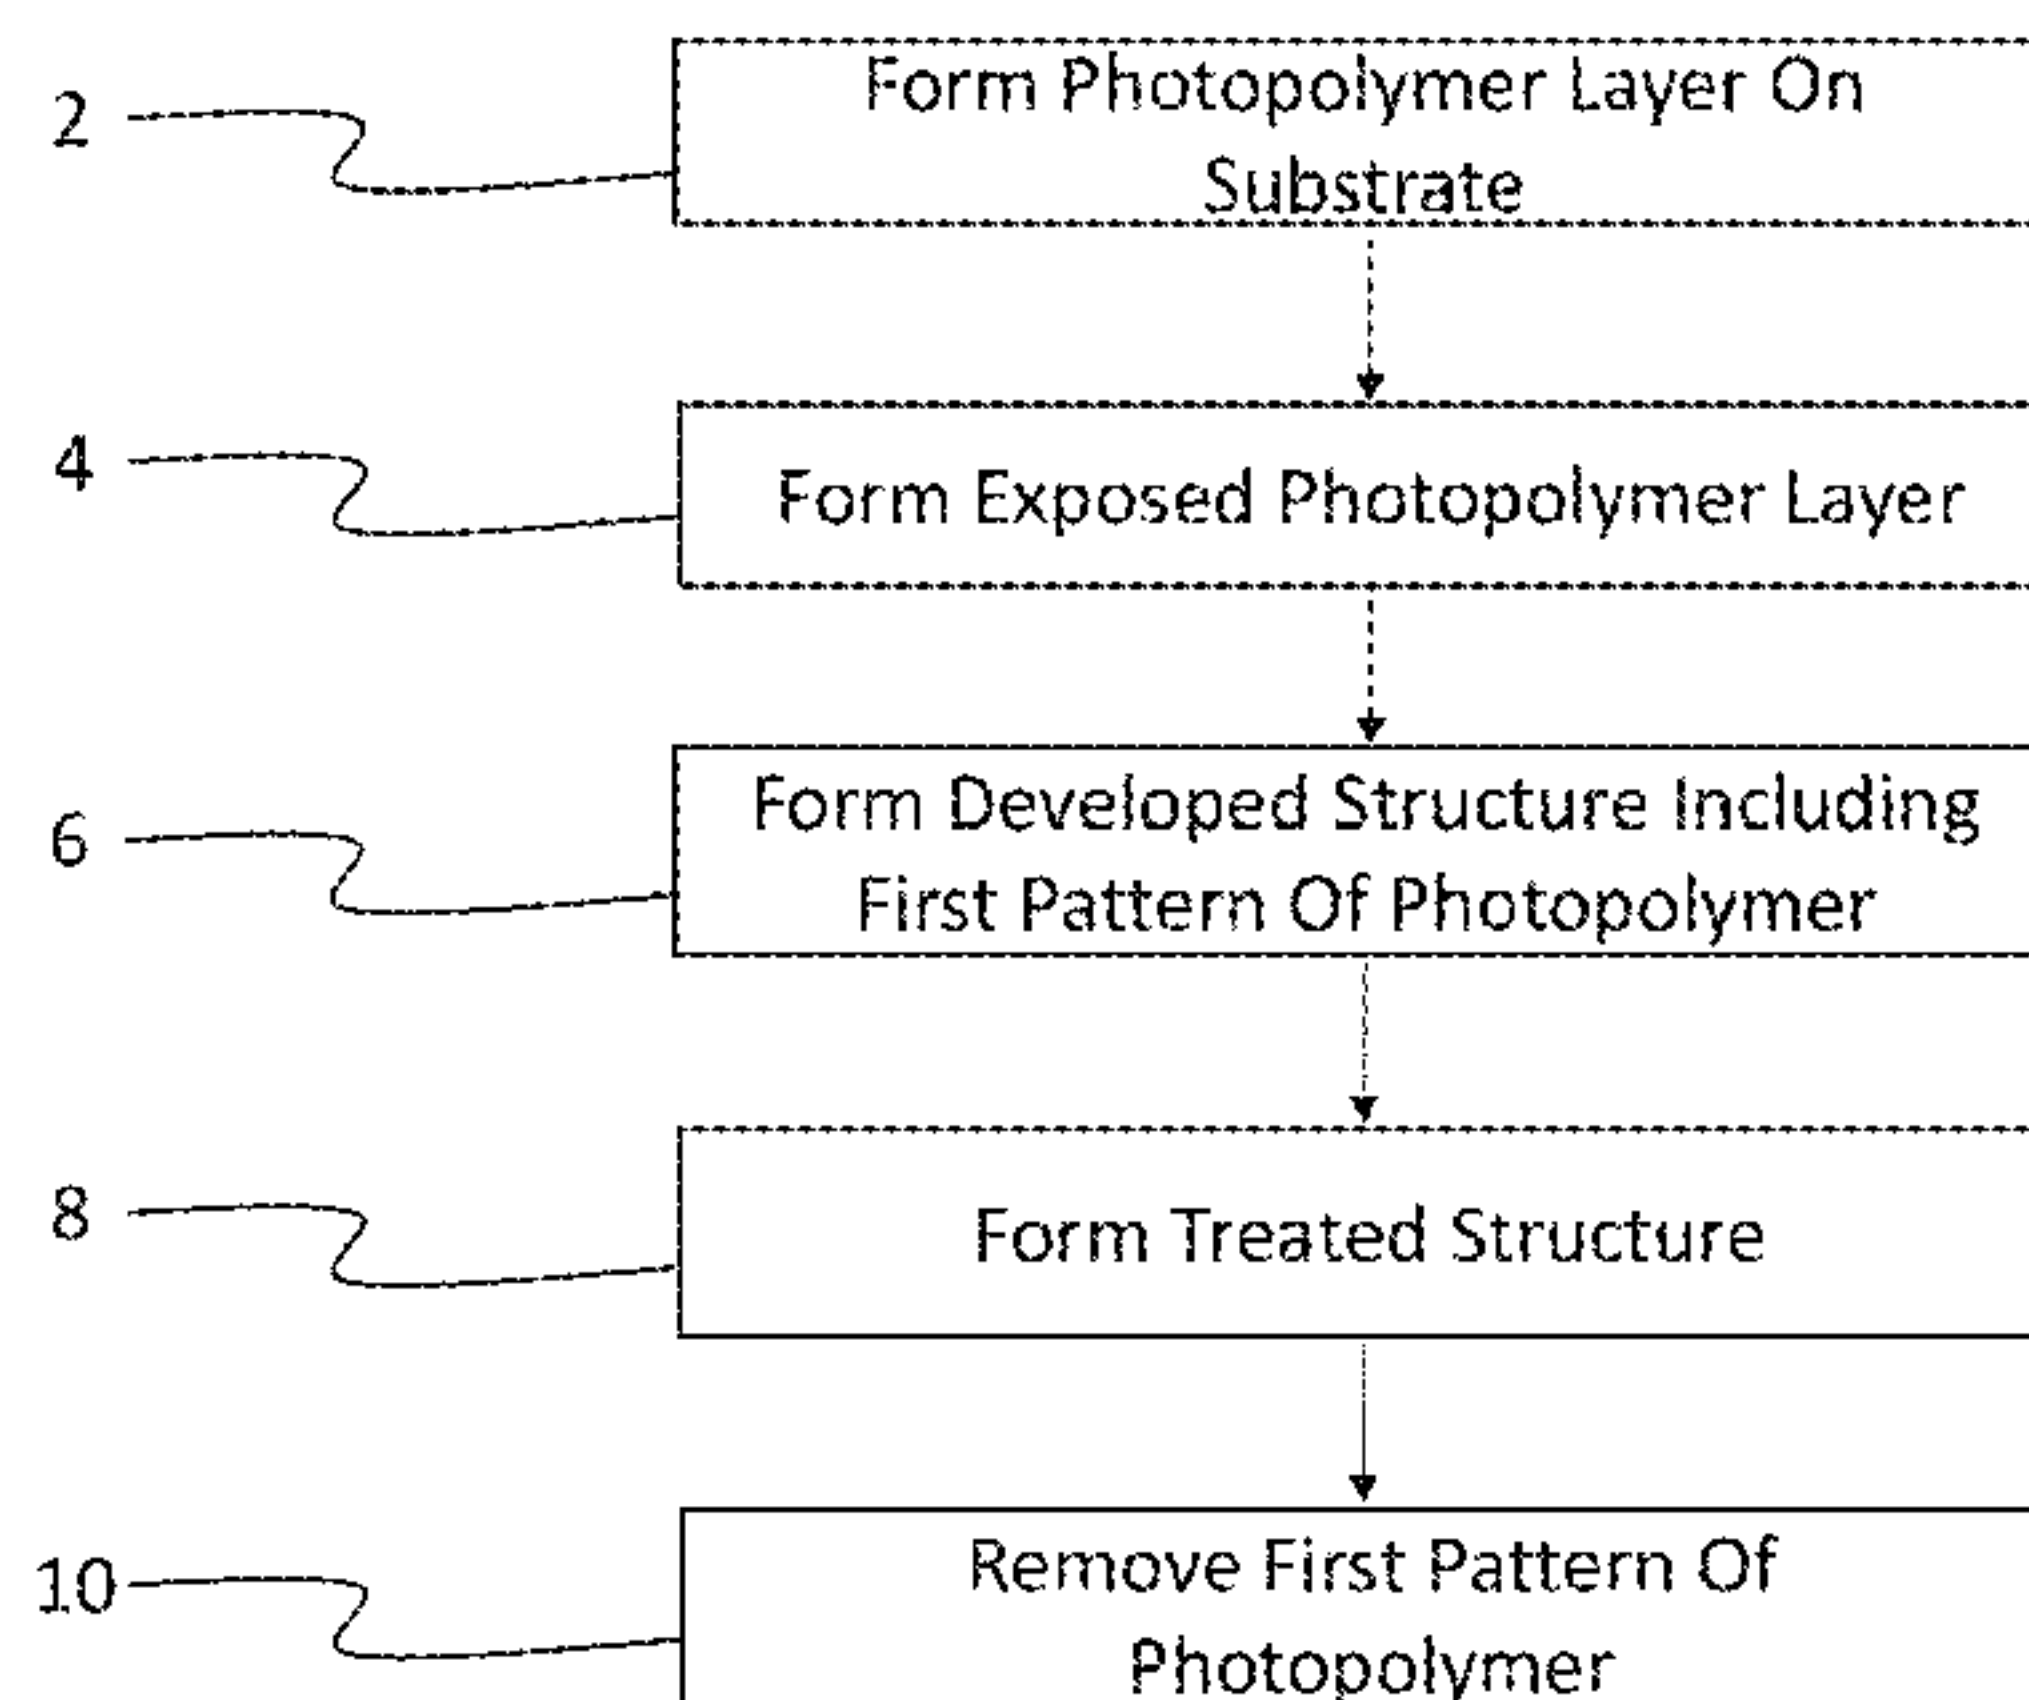 2
Form Photopolymer Layer On
Substrate
4
Form Exposed Photopolymer Layer
6
Form Developed Structure Including
First Pattern Of Photopolymer
8
Form Treated Structure
10
Remove First Pattern Of
Photopolymer